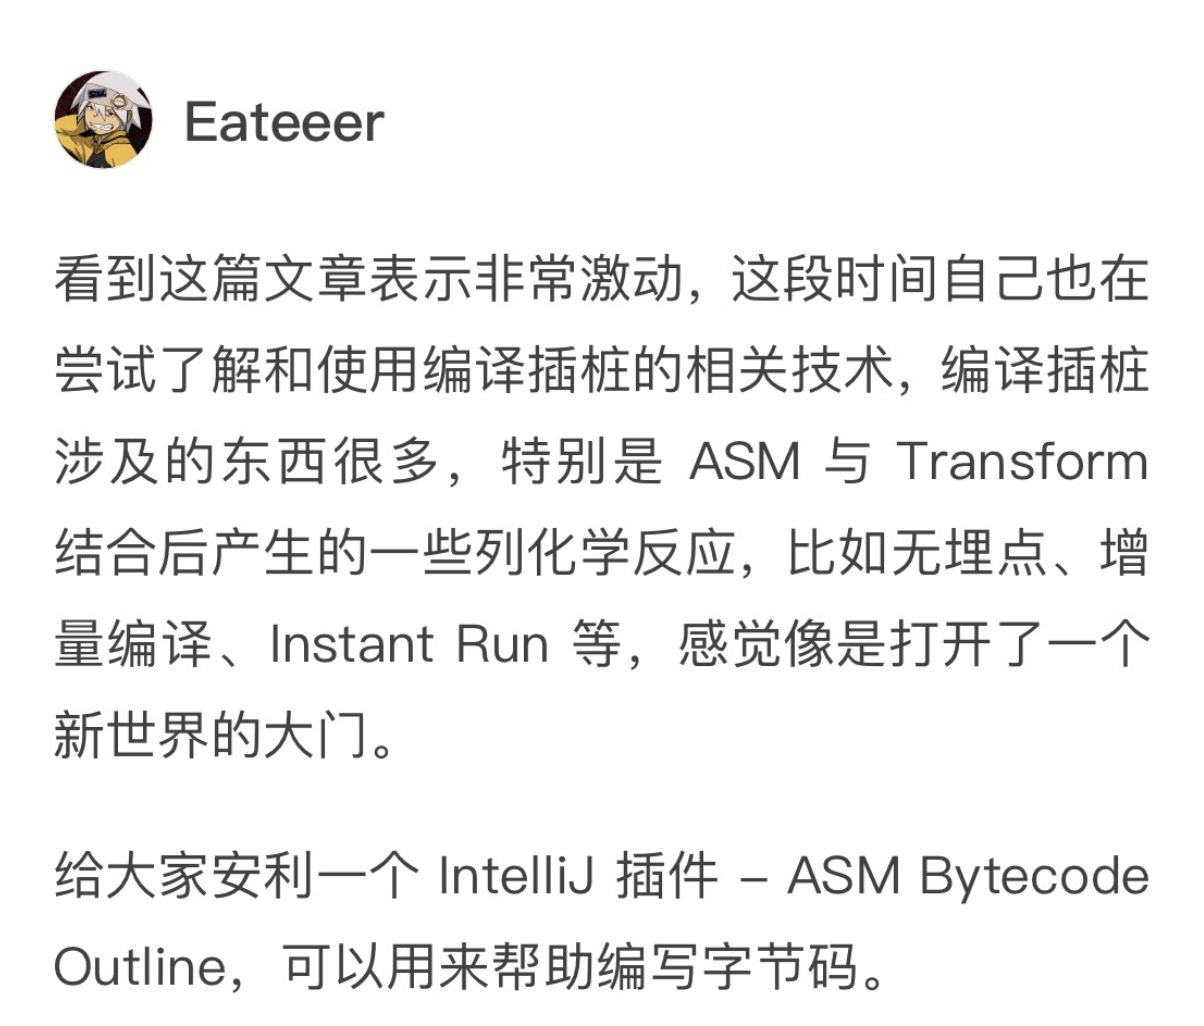 Eateeer
看到这篇文章表示非常激动，这段时间自己也在
尝试了解和使用编译插桩的相关技术，编译插桩
涉及的东西很多，特别是 ASM 与 Transform
结合后产生的一些列化学反应，比如无埋点、增
量编译、Instant Run 等，感觉像是打开了一个
新世界的大门。
给大家安利一个 IntelliJ 插件 – ASM Bytecode
Outline，可以用来帮助编写字节码。